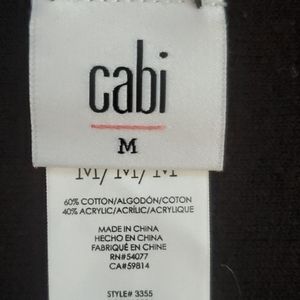 cabi
M
M/M/M
60% COTTON/ALGODÓN/COTON
40% ACRYLIC/ACRÍLIC/ACRYLIQUE
MADE IN CHINA
HECHO EN CHINA
FABRIQUÉ EN CHINE
RN#54077
CA#59814
STYLE# 3355